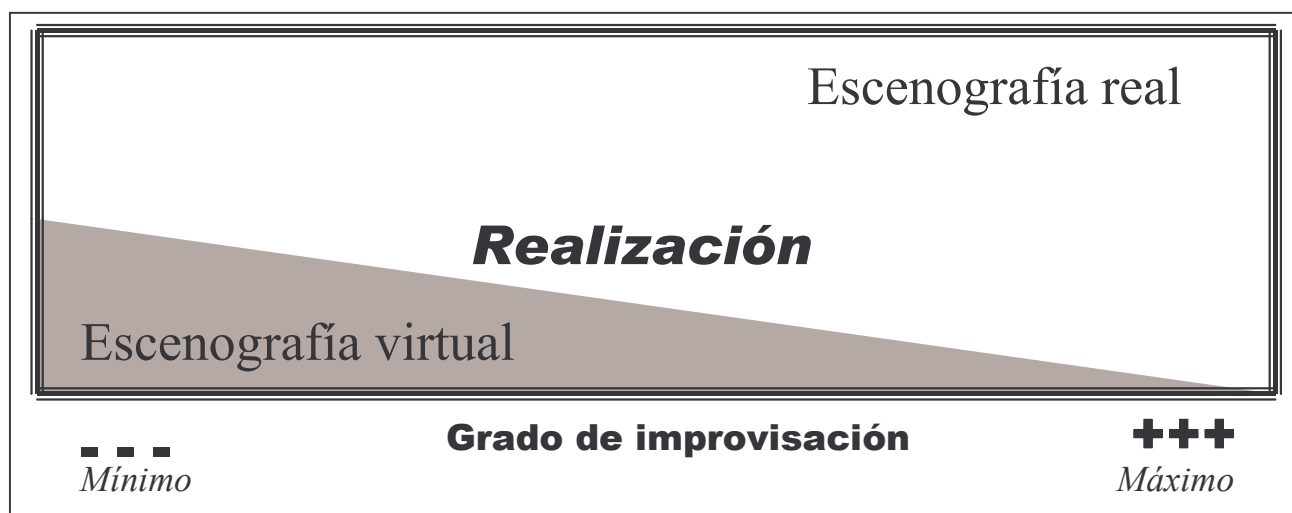 Escenografía real
Realización
Escenografía virtual
Grado de improvisación
- - -
+++
Mínimo
Máximo